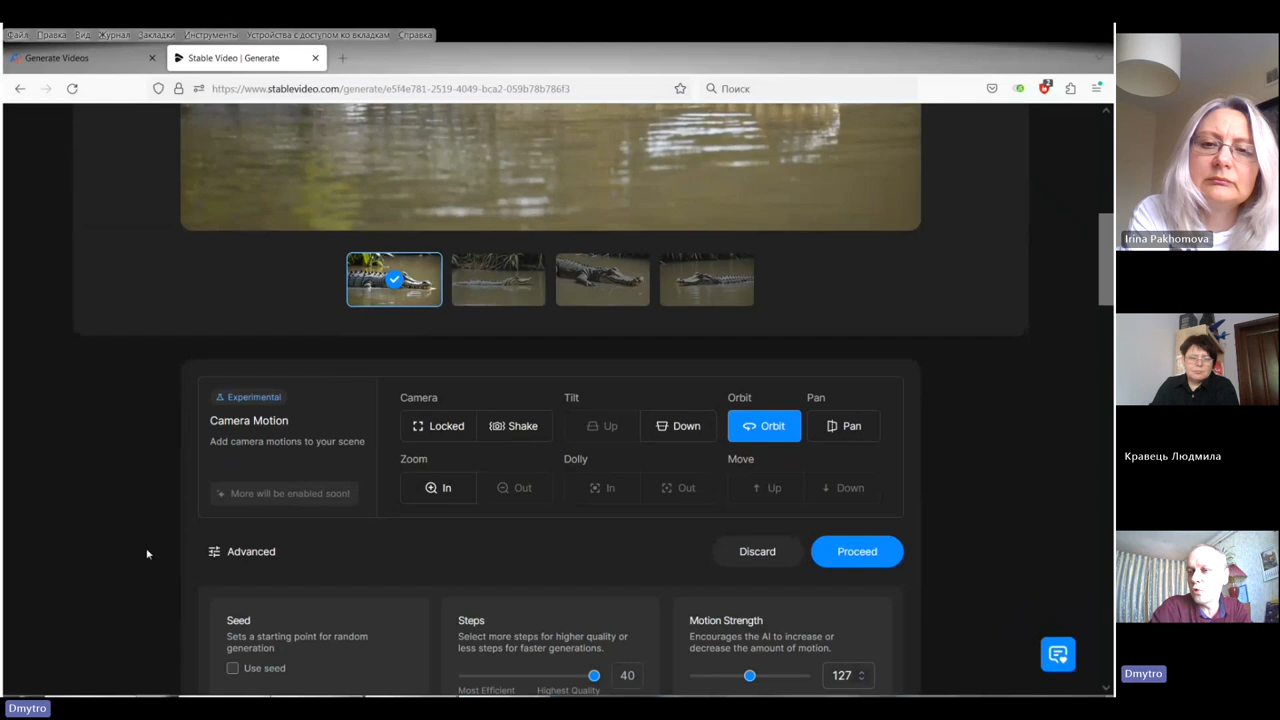 Файл Правка Вид Журнал Закладки Инструменты Устройства с доступом ко вкладкам Справка
Generate Videos
Stable Video | Generate
https://www.stablevideo.com/generate/e5f4e781-2519-4049-bca2-059b78b786f3
Поиск
2
Experimental
Camera Motion
Add camera motions to your scene
More will be enabled soon!
Camera Tilt Orbit Pan
Locked Shake Up Down Orbit Pan
Zoom Dolly Move
In Out In Out Up Down
Advanced
Discard Proceed
Seed
Sets a starting point for random
generation
Use seed
Steps
Select more steps for higher quality or
less steps for faster generations.
40
Most Efficient Highest Quality
Motion Strength
Encourages the AI to increase or
decrease the amount of motion.
127
Irina Pakhomova
Кравець Людмила
Dmytro
Dmytro